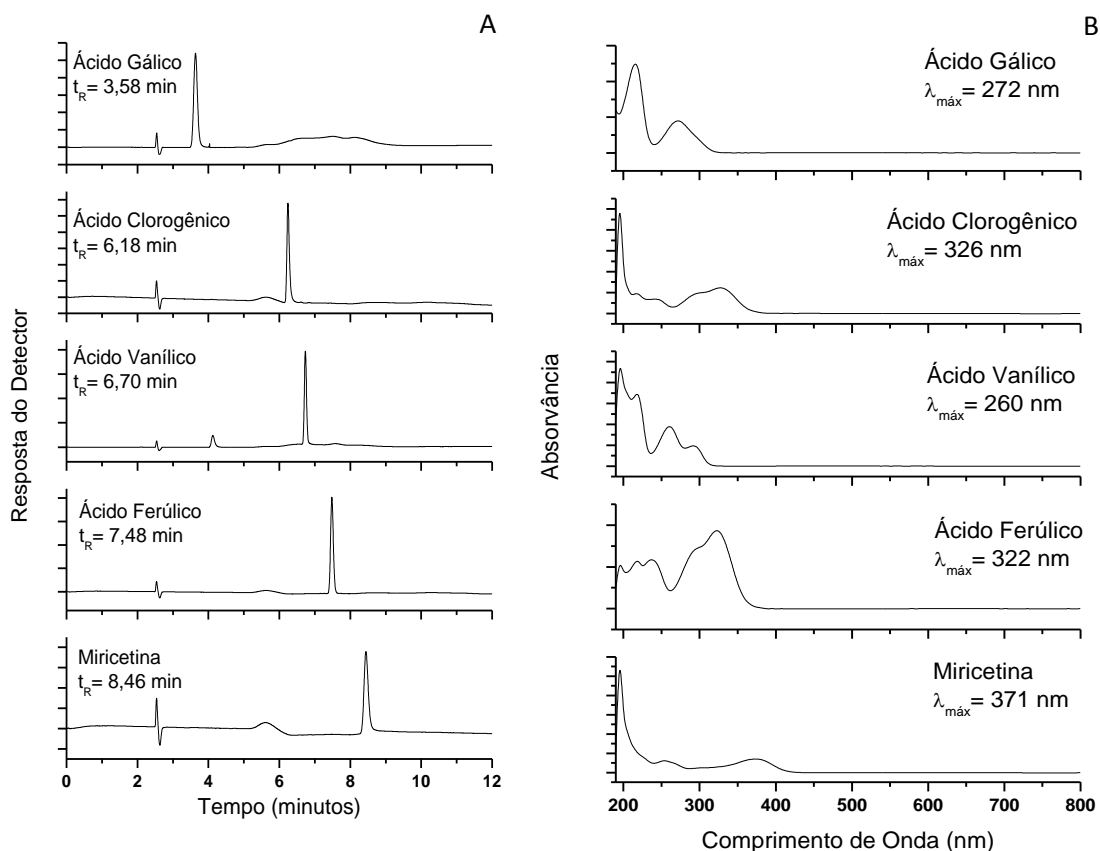 A
Ácido Gálico
t_R= 3,58 min
Ácido Clorogênico
t_R= 6,18 min
Ácido Vanílico
t_R= 6,70 min
Ácido Ferúlico
t_R= 7,48 min
Miricetina
t_R= 8,46 min
Resposta do Detector
0 2 4 6 8 10 12
Tempo (minutos)
B
Ácido Gálico
λ_máx= 272 nm
Ácido Clorogênico
λ_máx= 326 nm
Ácido Vanílico
λ_máx= 260 nm
Ácido Ferúlico
λ_máx= 322 nm
Miricetina
λ_máx= 371 nm
Absorvância
200 300 400 500 600 700 800
Comprimento de Onda (nm)